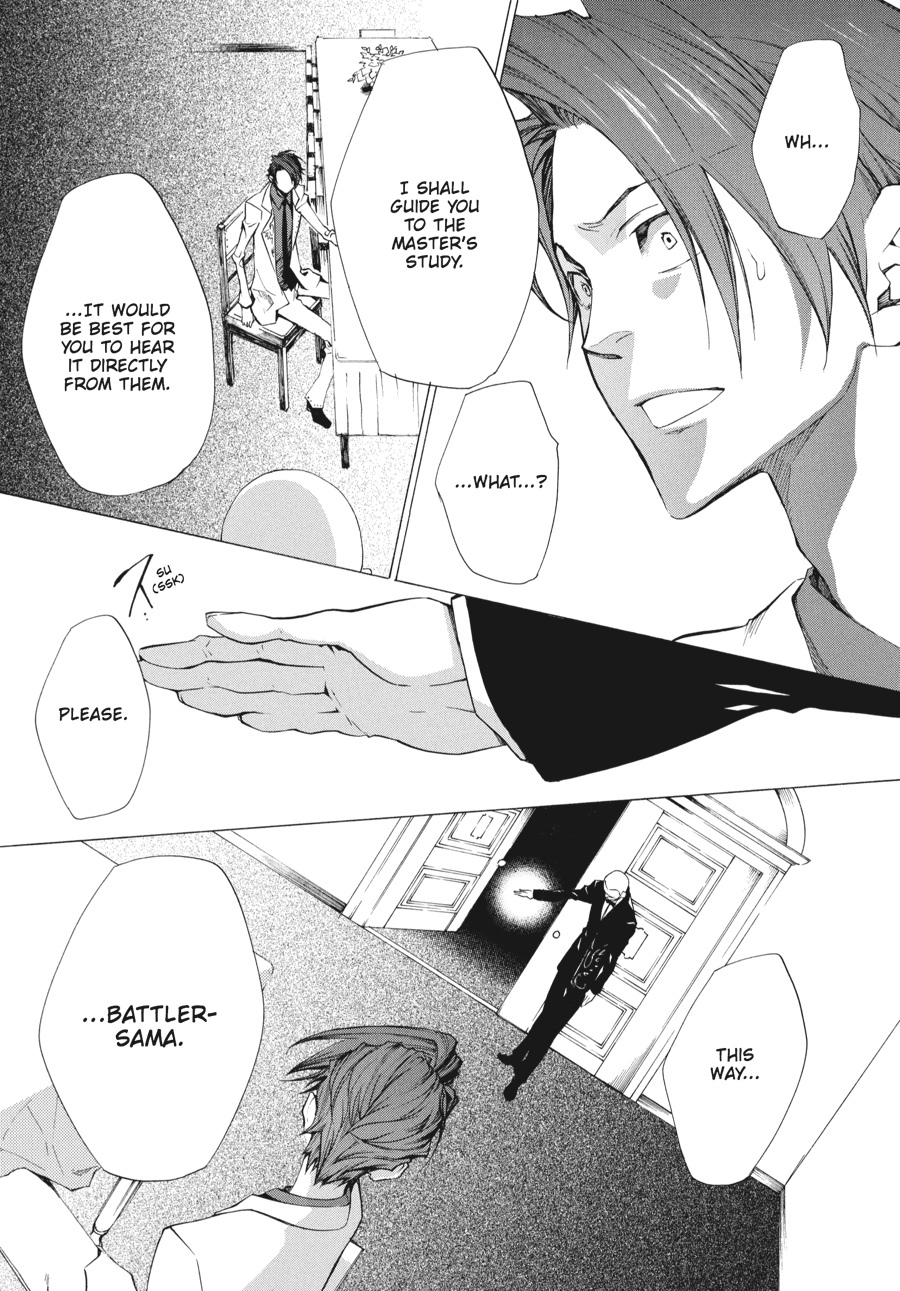 WH...
...WHAT...?
I SHALL
GUIDE YOU
TO THE
MASTER'S
STUDY.
...IT WOULD
BE BEST FOR
YOU TO HEAR
IT DIRECTLY
FROM THEM.
ス...
SU
(SSK)
PLEASE.
THIS
WAY...
...BATTLER-
SAMA.